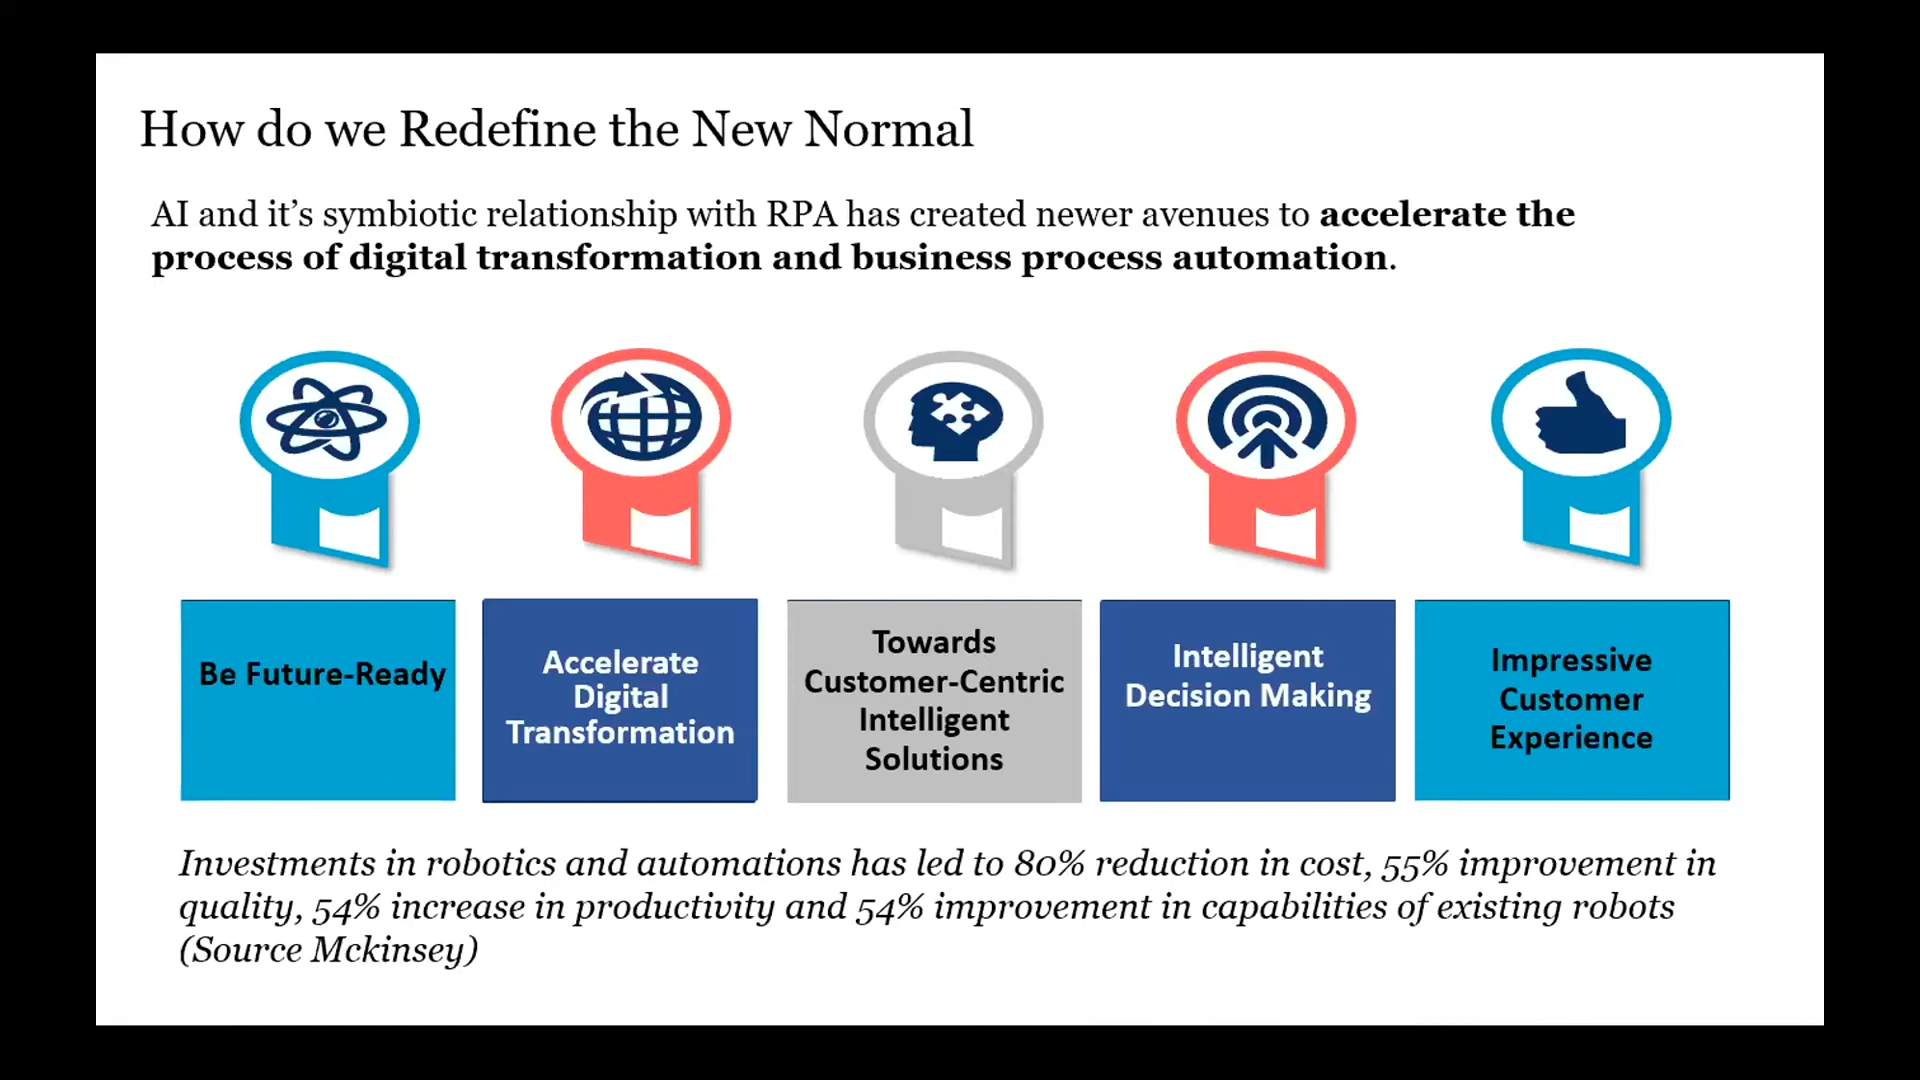 How do we Redefine the New Normal
AI and it’s symbiotic relationship with RPA has created newer avenues to accelerate the
process of digital transformation and business process automation.
Be Future-Ready
Accelerate
Digital
Transformation
Towards
Customer-Centric
Intelligent
Solutions
Intelligent
Decision Making
Impressive
Customer
Experience
Investments in robotics and automations has led to 80% reduction in cost, 55% improvement in
quality, 54% increase in productivity and 54% improvement in capabilities of existing robots
(Source Mckinsey)